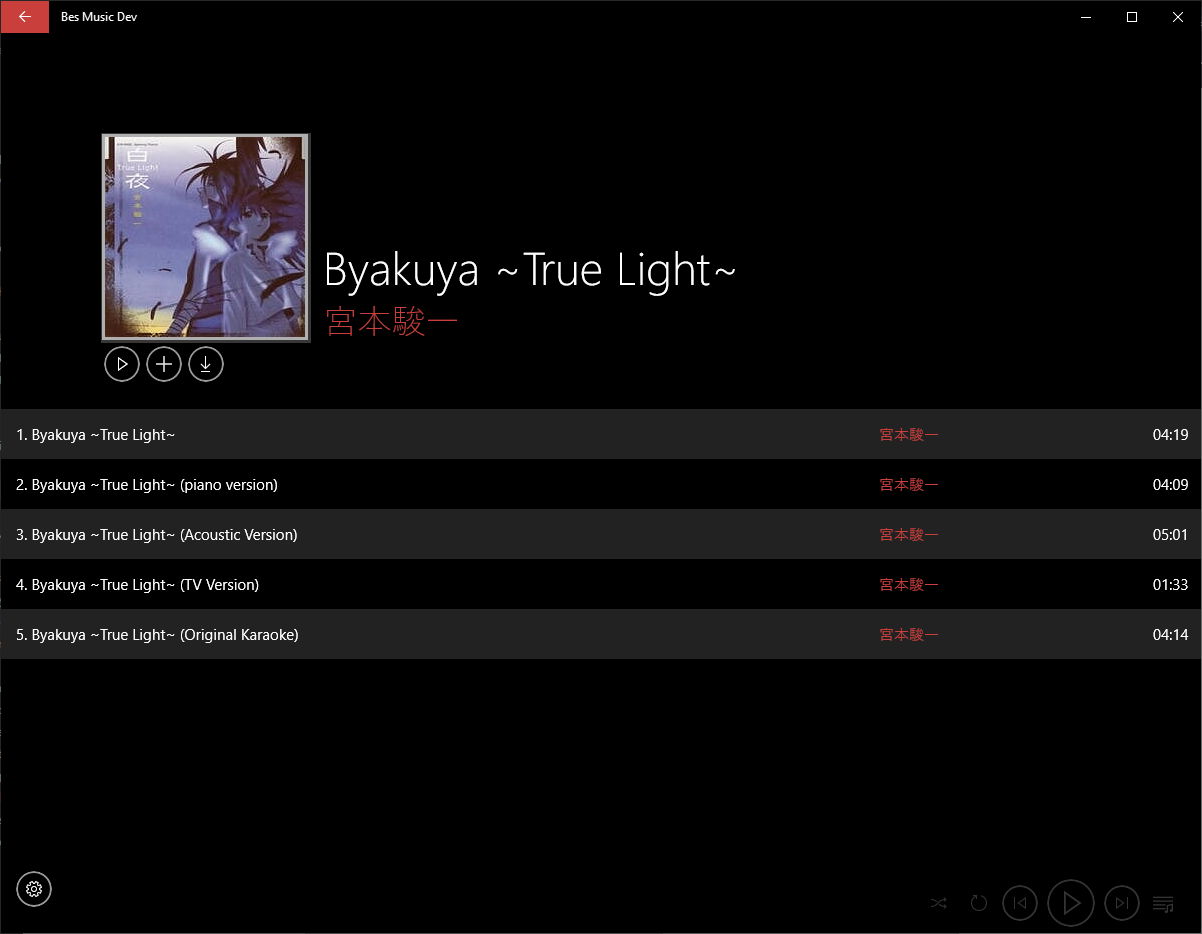 Bes Music Dev
白
True Light
夜
宮本駿一
Byakuya ~True Light~
宮本駿一
1. Byakuya ~True Light~ 宮本駿一 04:19
2. Byakuya ~True Light~ (piano version) 宮本駿一 04:09
3. Byakuya ~True Light~ (Acoustic Version) 宮本駿一 05:01
4. Byakuya ~True Light~ (TV Version) 宮本駿一 01:33
5. Byakuya ~True Light~ (Original Karaoke) 宮本駿一 04:14